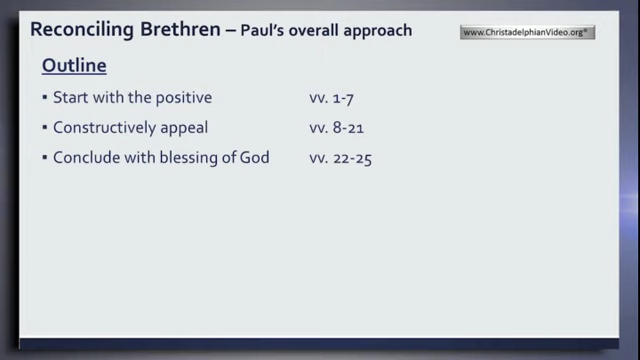 Reconciling Brethren – Paul's overall approach
www.ChristadelphianVideo.org®
Outline
▪ Start with the positive vv. 1-7
▪ Constructively appeal vv. 8-21
▪ Conclude with blessing of God vv. 22-25